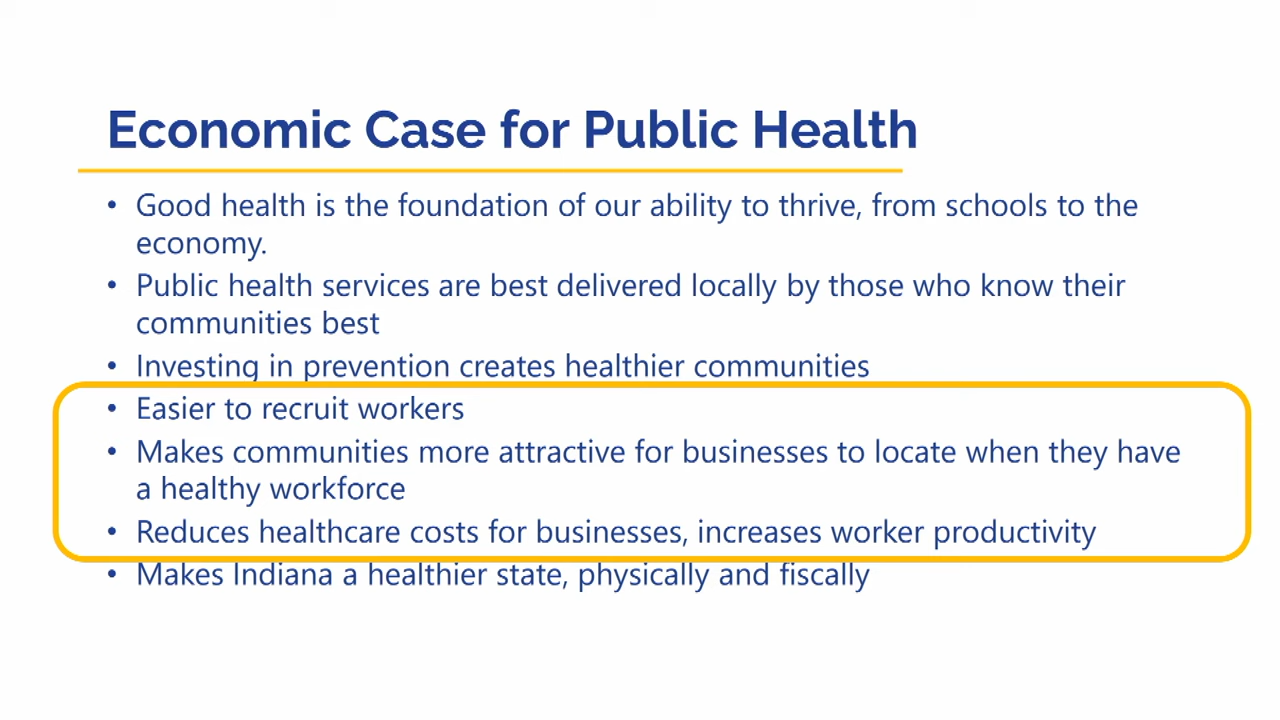 Economic Case for Public Health
• Good health is the foundation of our ability to thrive, from schools to the
economy.
• Public health services are best delivered locally by those who know their
communities best
• Investing in prevention creates healthier communities
• Easier to recruit workers
• Makes communities more attractive for businesses to locate when they have
a healthy workforce
• Reduces healthcare costs for businesses, increases worker productivity
• Makes Indiana a healthier state, physically and fiscally